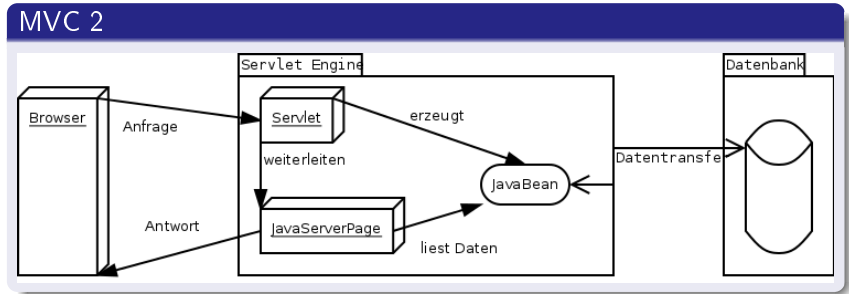 MVC 2
Servlet Engine
Datenbank
Browser
Servlet
erzeugt
Anfrage
weiterleiten
Datentransfe
JavaBean
Antwort
JavaServerPage
liest Daten